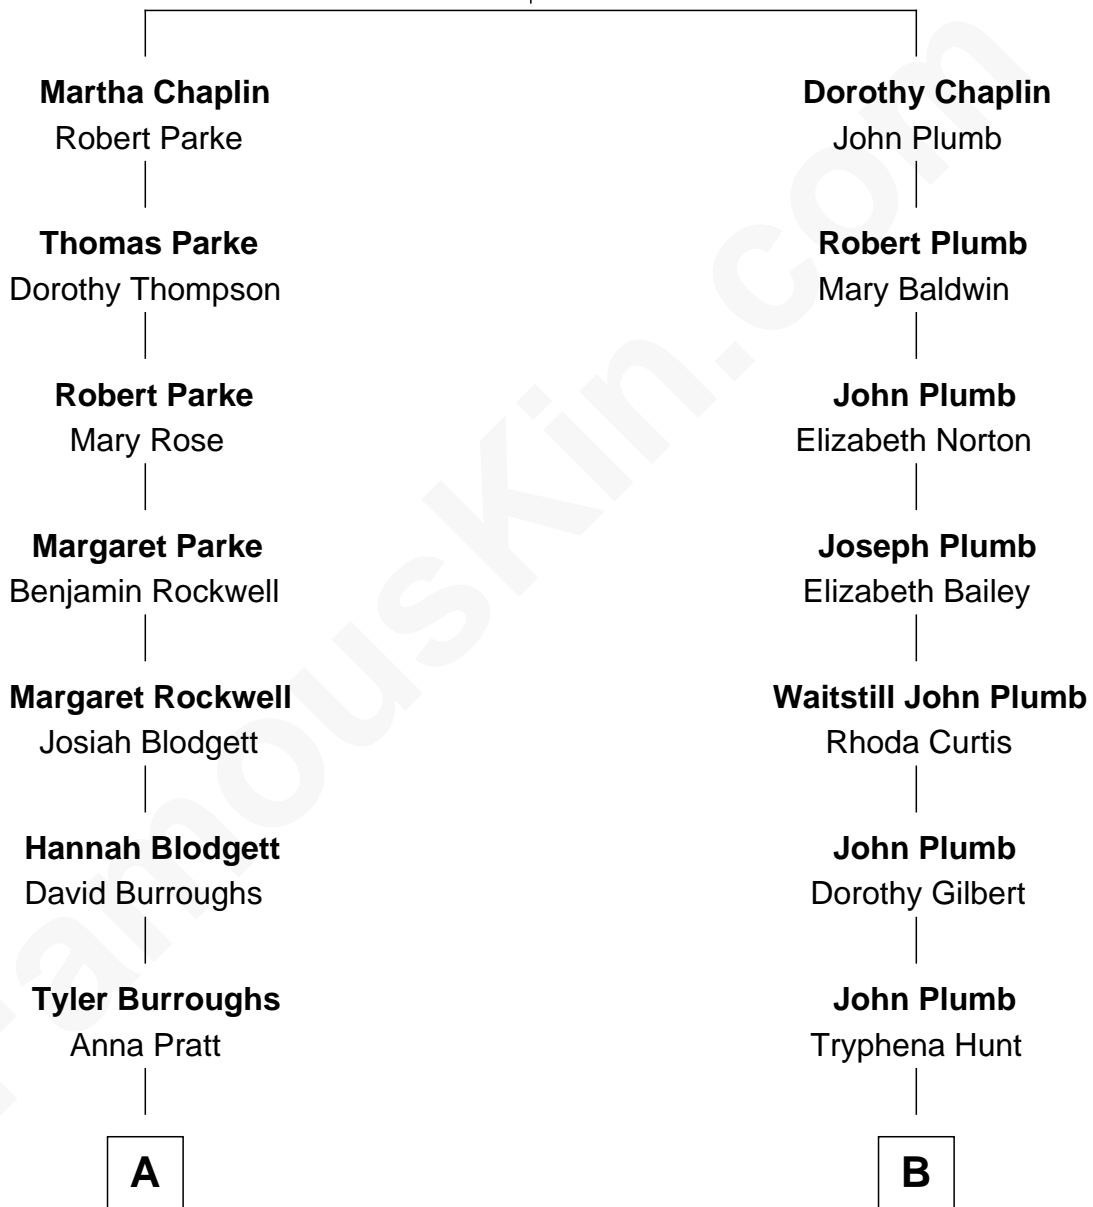 Martha Chaplin
Robert Parke
Dorothy Chaplin
John Plumb
Thomas Parke
Dorothy Thompson
Robert Plumb
Mary Baldwin
Robert Parke
Mary Rose
John Plumb
Elizabeth Norton
Margaret Parke
Benjamin Rockwell
Joseph Plumb
Elizabeth Bailey
Margaret Rockwell
Josiah Blodgett
Waitstill John Plumb
Rhoda Curtis
Hannah Blodgett
David Burroughs
John Plumb
Dorothy Gilbert
Tyler Burroughs
Anna Pratt
John Plumb
Tryphena Hunt
A
B
FamousKin.com